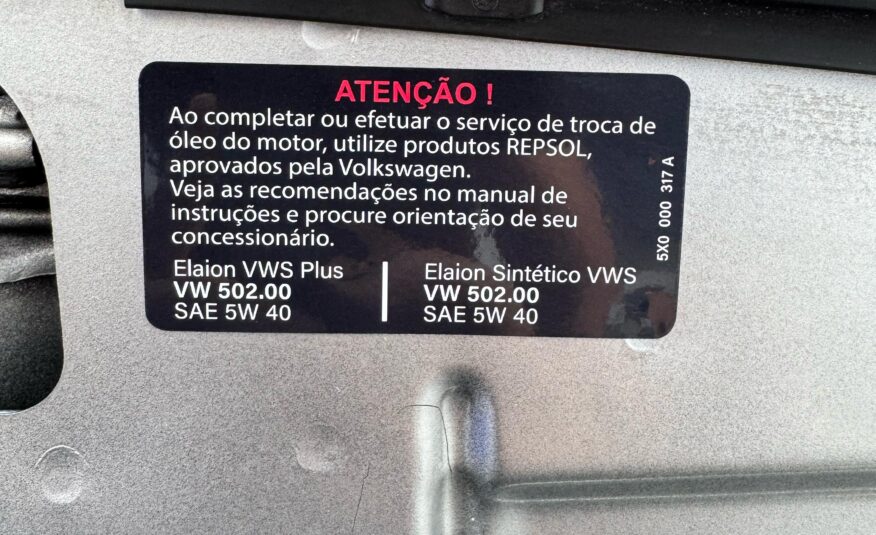 ATENÇÃO !
Ao completar ou efetuar o serviço de troca de
óleo do motor, utilize produtos REPSOL,
aprovados pela Volkswagen.
Veja as recomendações no manual de
instruções e procure orientação de seu
concessionário.
Elaion VWS Plus
VW 502.00
SAE 5W 40
Elaion Sintético VWS
VW 502.00
SAE 5W 40
5X0 000 317 A